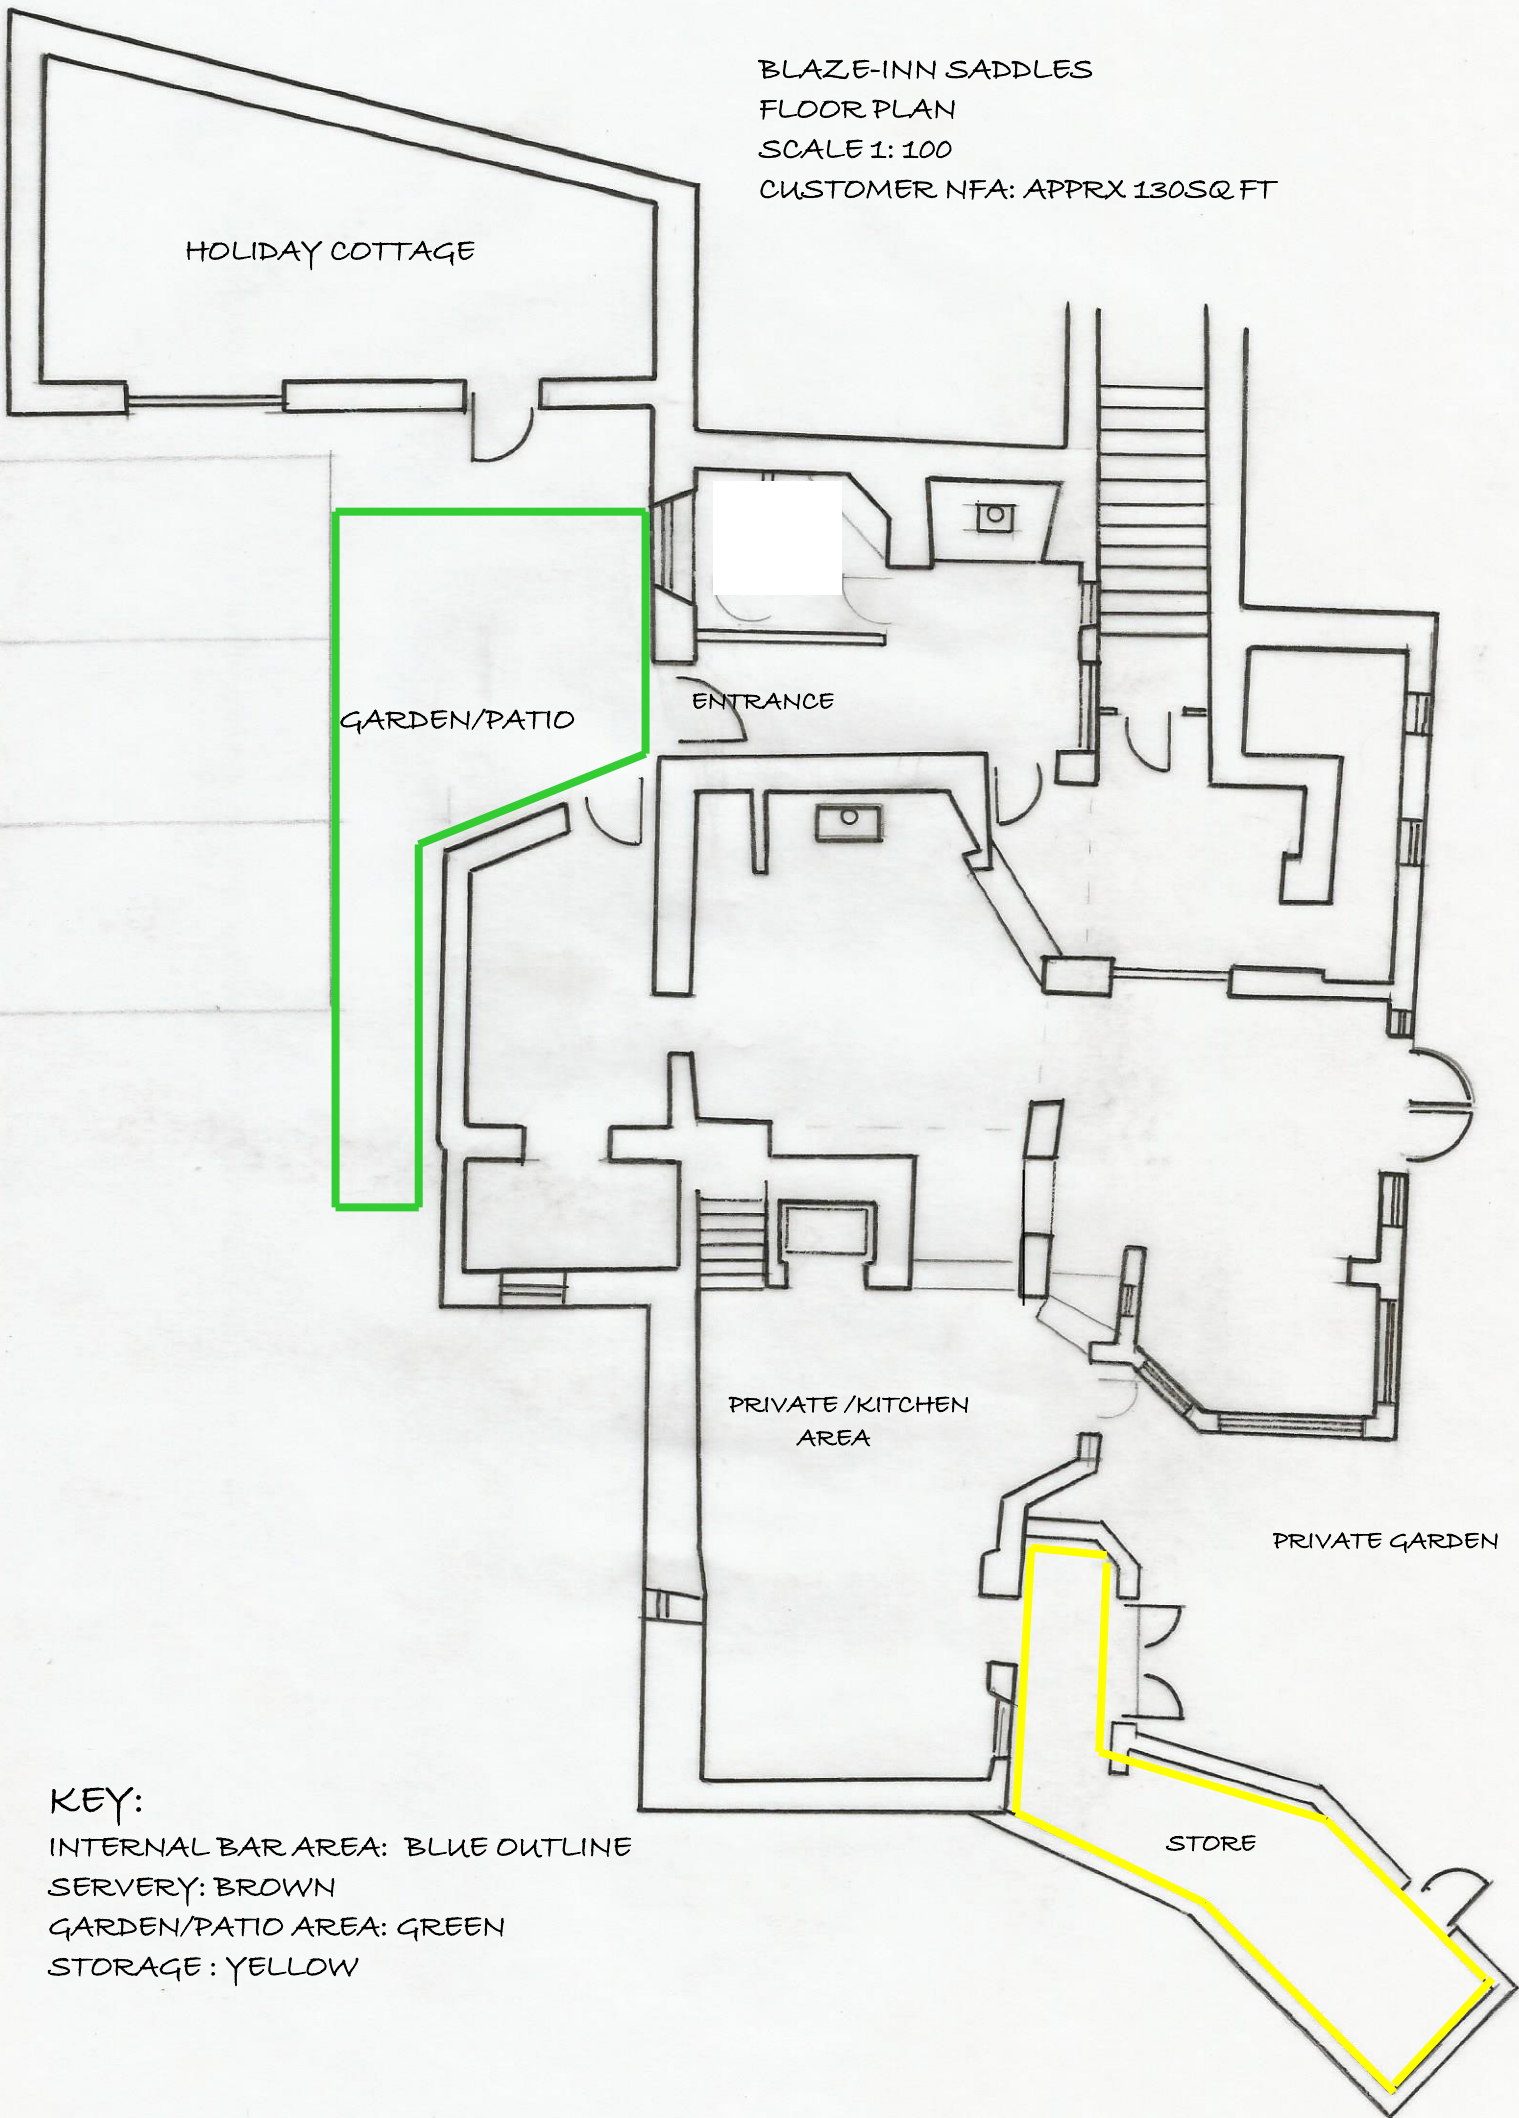 BLAZE-INN SADDLES
FLOOR PLAN
SCALE 1: 100
CUSTOMER NFA: APPRX 130SQ FT
HOLIDAY COTTAGE
ENTRANCE
GARDEN/PATIO
PRIVATE /KITCHEN
AREA
PRIVATE GARDEN
STORE
KEY:
INTERNAL BAR AREA: BLUE OUTLINE
SERVERY: BROWN
GARDEN/PATIO AREA: GREEN
STORAGE : YELLOW